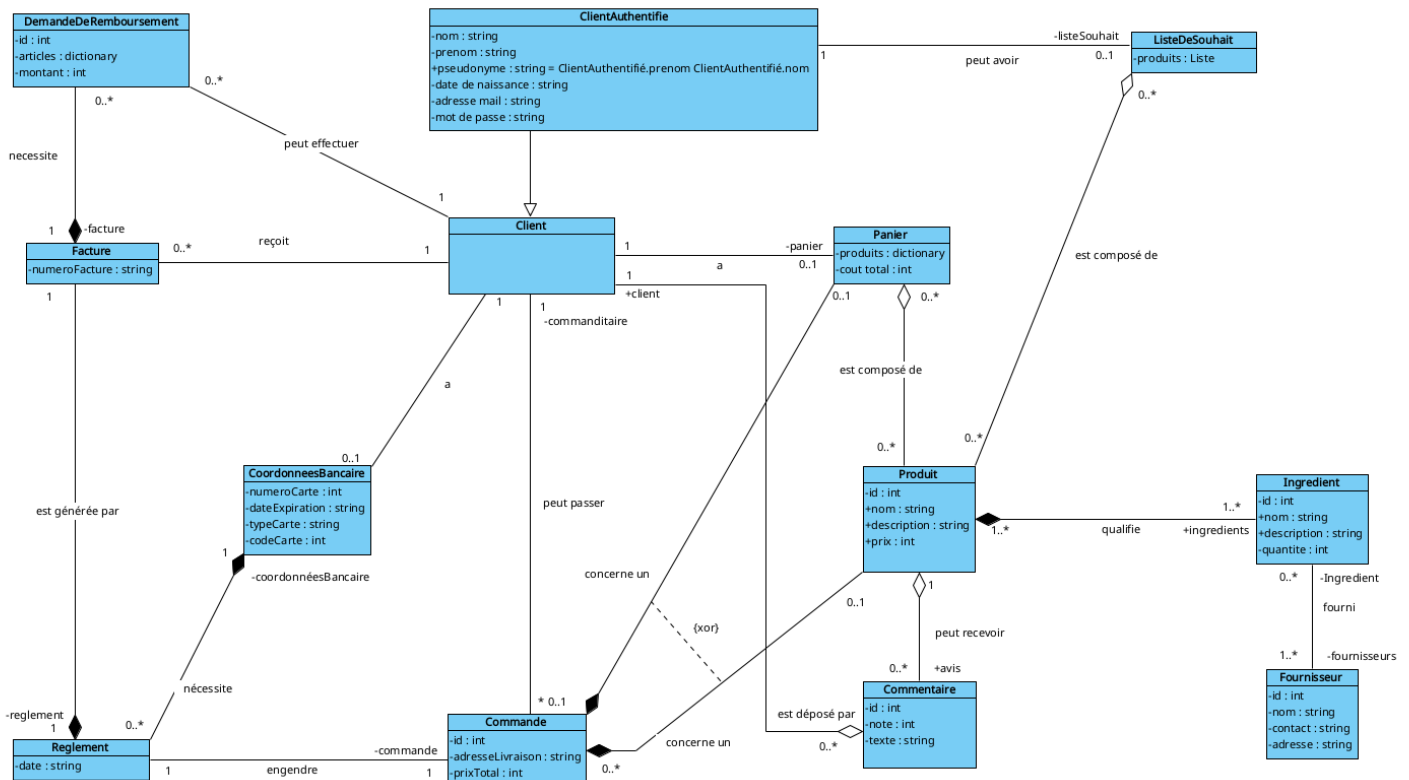 DemandeDeRemboursement
-id : int
-articles : dictionary
-montant : int
0..*
0..*
ClientAuthentifie
-nom : string
-prenom : string
+pseudonyme : string = ClientAuthentifié.prenom ClientAuthentifié.nom
-date de naissance : string
-adresse mail : string
-mot de passe : string
1
peut avoir
-listeSouhait
0..1
ListeDeSouhait
-produits : Liste
0..*
necessite
peut effectuer
1
1
-facture
Facture
-numeroFacture : string
1
0..*
reçoit
1
Client
1
a
-panier
0..1
1
+client
Panier
-produits : dictionary
-cout total : int
0..1
0..*
est composé de
1
1
-commanditaire
est composé de
a
0..1
0..*
0..*
CoordonneesBancaire
-numeroCarte : int
-dateExpiration : string
-typeCarte : string
-codeCarte : int
1
-coordonnéesBancaire
est générée par
peut passer
Produit
-id : int
+nom : string
+description : string
+prix : int
1..*
qualifie
1..*
+ingredients
Ingredient
-id : int
+nom : string
+description : string
-quantite : int
0..*
-Ingredient
fourni
1..*
-fournisseurs
concerne un
{xor}
0..1
1
peut recevoir
0..*
+avis
Fournisseur
-id : int
-nom : string
-contact : string
-adresse : string
nécessite
0..*
-reglement
1
Reglement
-date : string
1
engendre
-commande
1
*
0..1
Commande
-id : int
-adresseLivraison : string
-prixTotal : int
0..*
concerne un
est déposé par
0..*
Commentaire
-id : int
-note : int
-texte : string